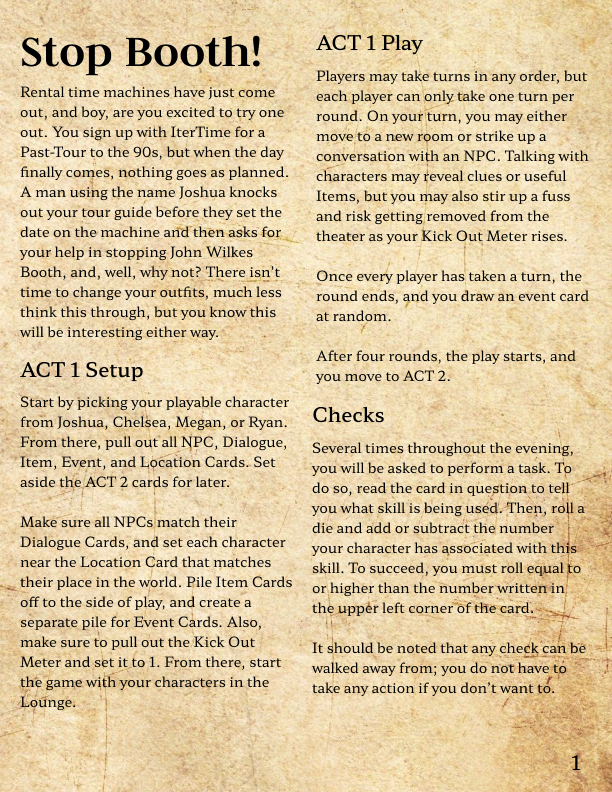 Stop Booth!
Rental time machines have just come
out, and boy, are you excited to try one
out. You sign up with IterTime for a
Past-Tour to the 90s, but when the day
finally comes, nothing goes as planned.
A man using the name Joshua knocks
out your tour guide before they set the
date on the machine and then asks for
your help in stopping John Wilkes
Booth, and, well, why not? There isn't
time to change your outfits, much less
think this through, but you know this
will be interesting either way.
ACT 1 Setup
Start by picking your playable character
from Joshua, Chelsea, Megan, or Ryan.
From there, pull out all NPC, Dialogue,
Item, Event, and Location Cards. Set
aside the ACT 2 cards for later.
Make sure all NPCs match their
Dialogue Cards, and set each character
near the Location Card that matches
their place in the world. Pile Item Cards
off to the side of play, and create a
separate pile for Event Cards. Also,
make sure to pull out the Kick Out
Meter and set it to 1. From there, start
the game with your characters in the
Lounge.
ACT 1 Play
Players may take turns in any order, but
each player can only take one turn per
round. On your turn, you may either
move to a new room or strike up a
conversation with an NPC. Talking with
characters may reveal clues or useful
Items, but you may also stir up a fuss
and risk getting removed from the
theater as your Kick Out Meter rises.
Once every player has taken a turn, the
round ends, and you draw an event card
at random.
After four rounds, the play starts, and
you move to ACT 2.
Checks
Several times throughout the evening,
you will be asked to perform a task. To
do so, read the card in question to tell
you what skill is being used. Then, roll a
die and add or subtract the number
your character has associated with this
skill. To succeed, you must roll equal to
or higher than the number written in
the upper left corner of the card.
It should be noted that any check can be
walked away from; you do not have to
take any action if you don't want to.
1